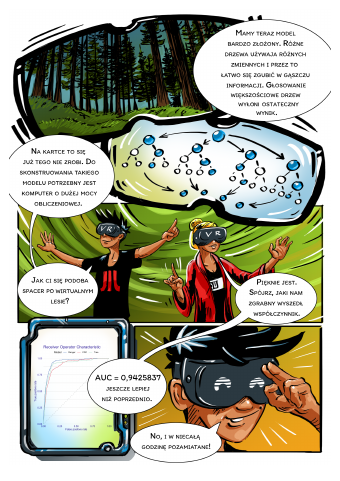 Mamy teraz model
bardzo złożony. Różne
drzewa używają różnych
zmiennych i przez to
łatwo się zgubić w gąszczu
informacji. Głosowanie
większościowe drzew
wyłoni ostateczny
wynik.
Na kartce to się
już tego nie zrobi. Do
skonstruowania takiego
modelu potrzebny jest
komputer o dużej mocy
obliczeniowej.
VR
VR
Jak ci się podoba
spacer po wirtualnym
lesie?
Pięknie jest.
Spójrz, jaki nam
zgrabny wyszedł
współczynnik.
Receiver Operator Characteristic
AUC = 0,9425837
jeszcze lepiej
niż poprzednio.
No, i w niecałą
godzinę pozamiatane!